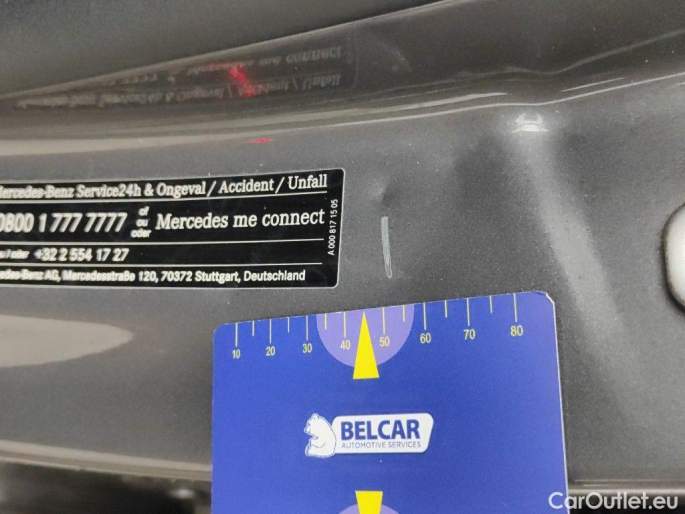 Mercedes-Benz Service24h & Ongeval / Accident / Unfall
0800 1 777 7777 of ou oder Mercedes me connect
ou / oder +32 2 554 17 27
Mercedes-Benz AG, Mercedesstraße 120, 70372 Stuttgart, Deutschland
A 000 817 15 05
10 20 30 40 50 60 70 80
BELCAR
AUTOMOTIVE SERVICES
CarOutlet.eu